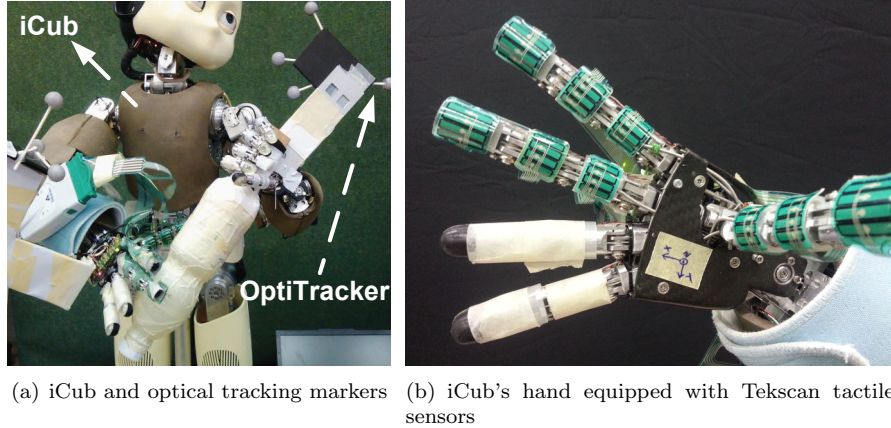 iCub
OptiTracker
(a) iCub and optical tracking markers
(b) iCub's hand equipped with Tekscan tactile
sensors